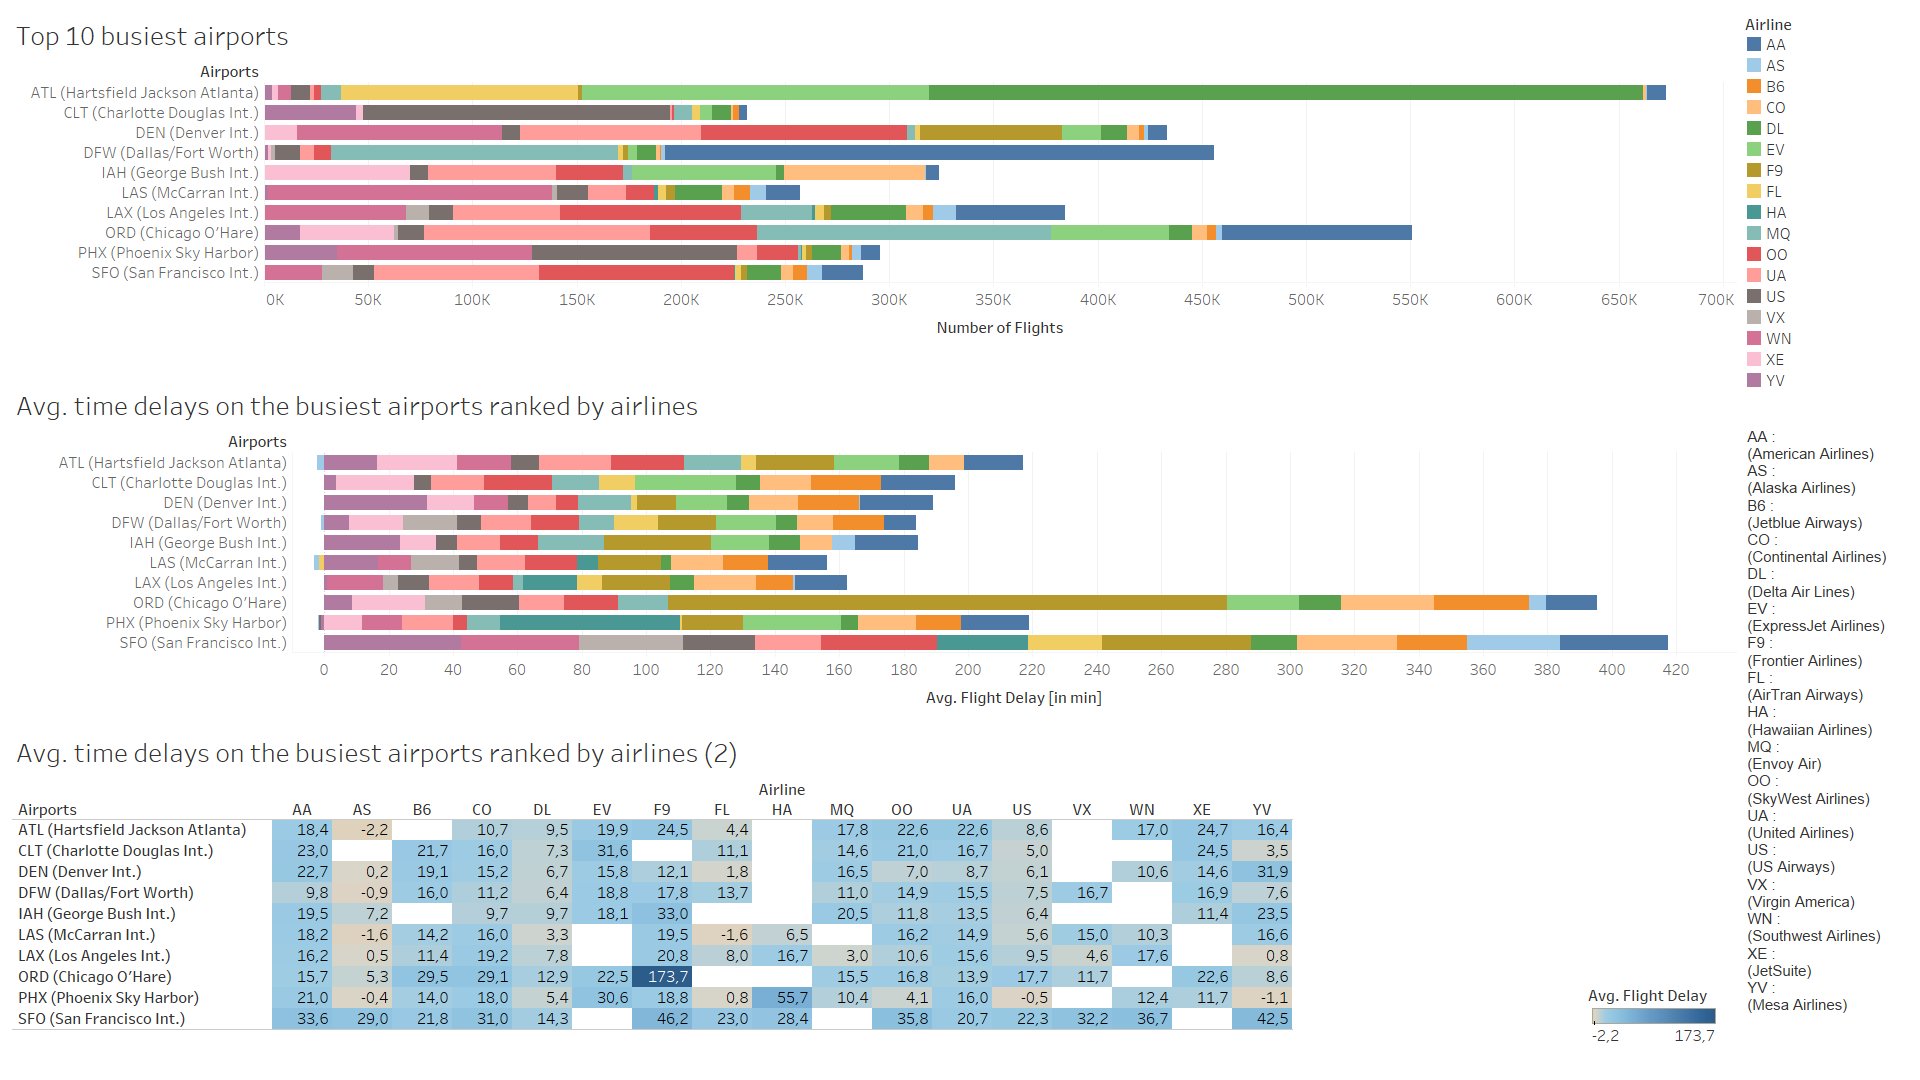 Top 10 busiest airports
Airports
ATL (Hartsfield Jackson Atlanta)
CLT (Charlotte Douglas Int.)
DEN (Denver Int.)
DFW (Dallas/Fort Worth)
IAH (George Bush Int.)
LAS (McCarran Int.)
LAX (Los Angeles Int.)
ORD (Chicago O’Hare)
PHX (Phoenix Sky Harbor)
SFO (San Francisco Int.)
0K 50K 100K 150K 200K 250K 300K 350K 400K 450K 500K 550K 600K 650K 700K
Number of Flights
Airline
AA
AS
B6
CO
DL
EV
F9
FL
HA
MQ
OO
UA
US
VX
WN
XE
YV
Avg. time delays on the busiest airports ranked by airlines
Airports
ATL (Hartsfield Jackson Atlanta)
CLT (Charlotte Douglas Int.)
DEN (Denver Int.)
DFW (Dallas/Fort Worth)
IAH (George Bush Int.)
LAS (McCarran Int.)
LAX (Los Angeles Int.)
ORD (Chicago O’Hare)
PHX (Phoenix Sky Harbor)
SFO (San Francisco Int.)
0 20 40 60 80 100 120 140 160 180 200 220 240 260 280 300 320 340 360 380 400 420
Avg. Flight Delay [in min]
AA :
(American Airlines)
AS :
(Alaska Airlines)
B6 :
(Jetblue Airways)
CO :
(Continental Airlines)
DL :
(Delta Air Lines)
EV :
(ExpressJet Airlines)
F9 :
(Frontier Airlines)
FL :
(AirTran Airways)
HA :
(Hawaiian Airlines)
MQ :
(Envoy Air)
OO :
(SkyWest Airlines)
UA :
(United Airlines)
US :
(US Airways)
VX :
(Virgin America)
WN :
(Southwest Airlines)
XE :
(JetSuite)
YV :
(Mesa Airlines)
Avg. time delays on the busiest airports ranked by airlines (2)
Airline
Airports AA AS B6 CO DL EV F9 FL HA MQ OO UA US VX WN XE YV
ATL (Hartsfield Jackson Atlanta) 18,4 -2,2 10,7 9,5 19,9 24,5 4,4 17,8 22,6 22,6 8,6 17,0 24,7 16,4
CLT (Charlotte Douglas Int.) 23,0 21,7 16,0 7,3 31,6 11,1 14,6 21,0 16,7 5,0 24,5 3,5
DEN (Denver Int.) 22,7 0,2 19,1 15,2 6,7 15,8 12,1 1,8 16,5 7,0 8,7 6,1 10,6 14,6 31,9
DFW (Dallas/Fort Worth) 9,8 -0,9 16,0 11,2 6,4 18,8 17,8 13,7 11,0 14,9 15,5 7,5 16,7 16,9 7,6
IAH (George Bush Int.) 19,5 7,2 9,7 9,7 18,1 33,0 20,5 11,8 13,5 6,4 11,4 23,5
LAS (McCarran Int.) 18,2 -1,6 14,2 16,0 3,3 19,5 -1,6 6,5 16,2 14,9 5,6 15,0 10,3 16,6
LAX (Los Angeles Int.) 16,2 0,5 11,4 19,2 7,8 20,8 8,0 16,7 3,0 10,6 15,6 9,5 4,6 17,6 0,8
ORD (Chicago O’Hare) 15,7 5,3 29,5 29,1 12,9 22,5 173,7 15,5 16,8 13,9 17,7 11,7 22,6 8,6
PHX (Phoenix Sky Harbor) 21,0 -0,4 14,0 18,0 5,4 30,6 18,8 0,8 55,7 10,4 4,1 16,0 -0,5 12,4 11,7 -1,1
SFO (San Francisco Int.) 33,6 29,0 21,8 31,0 14,3 46,2 23,0 28,4 35,8 20,7 22,3 32,2 36,7 42,5
Avg. Flight Delay
-2,2 173,7